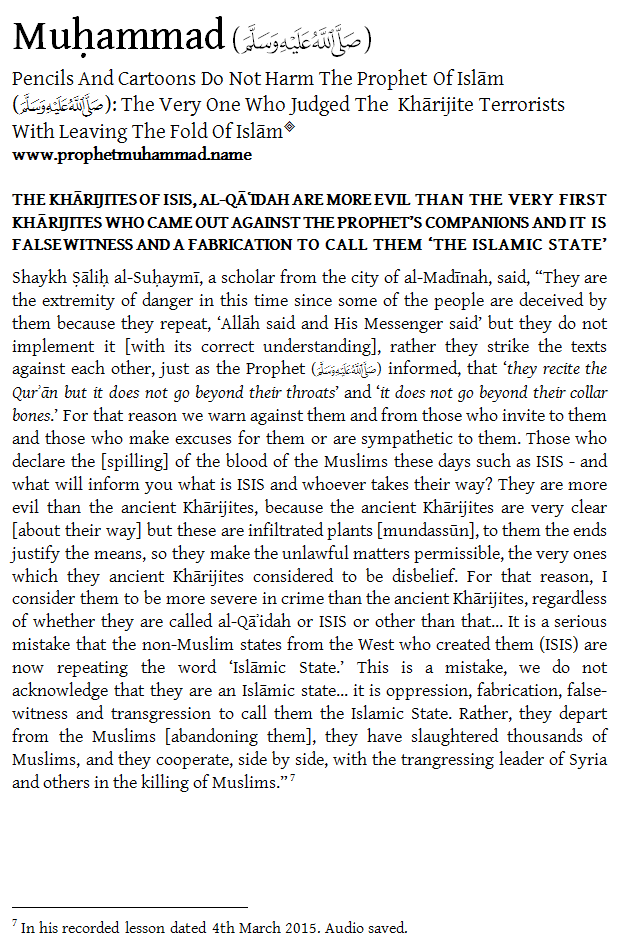 Muḥammad (صَلَّى اللَّهُ عَلَيْهِ وَسَلَّمَ)
Pencils And Cartoons Do Not Harm The Prophet Of Islām
(صَلَّى اللَّهُ عَلَيْهِ وَسَلَّمَ): The Very One Who Judged The Khārijite Terrorists
With Leaving The Fold Of Islām
www.prophetmuhammad.name
THE KHĀRIJITES OF ISIS, AL-QĀʿIDAH ARE MORE EVIL THAN THE VERY FIRST
KHĀRIJITES WHO CAME OUT AGAINST THE PROPHET’S COMPANIONS AND IT IS
FALSE WITNESS AND A FABRICATION TO CALL THEM ‘THE ISLAMIC STATE’
Shaykh Ṣāliḥ al-Suḥaymī, a scholar from the city of al-Madīnah, said, “They are
the extremity of danger in this time since some of the people are deceived by
them because they repeat, ‘Allāh said and His Messenger said’ but they do not
implement it [with its correct understanding], rather they strike the texts
against each other, just as the Prophet (صَلَّى اللَّهُ عَلَيْهِ وَسَلَّمَ) informed, that ‘they recite the
Qurʾān but it does not go beyond their throats’ and ‘it does not go beyond their collar
bones.’ For that reason we warn against them and from those who invite to them
and those who make excuses for them or are sympathetic to them. Those who
declare the [spilling] of the blood of the Muslims these days such as ISIS - and
what will inform you what is ISIS and whoever takes their way? They are more
evil than the ancient Khārijites, because the ancient Khārijites are very clear
[about their way] but these are infiltrated plants [mundassūn], to them the ends
justify the means, so they make the unlawful matters permissible, the very ones
which they ancient Khārijites considered to be disbelief. For that reason, I
consider them to be more severe in crime than the ancient Khārijites, regardless
of whether they are called al-Qāʾidah or ISIS or other than that... It is a serious
mistake that the non-Muslim states from the West who created them (ISIS) are
now repeating the word ‘Islāmic State.’ This is a mistake, we do not
acknowledge that they are an Islāmic state... it is oppression, fabrication, false-
witness and transgression to call them the Islamic State. Rather, they depart
from the Muslims [abandoning them], they have slaughtered thousands of
Muslims, and they cooperate, side by side, with the trangressing leader of Syria
and others in the killing of Muslims.” 7
7 In his recorded lesson dated 4th March 2015. Audio saved.